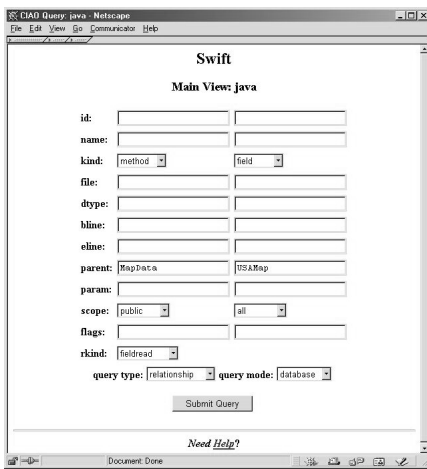 CIAO Query: java - Netscape
File Edit View Go Communicator Help
Swift
Main View: java
id:
name:
kind: method field
file:
dtype:
bline:
eline:
parent: MapData USAMap
param:
scope: public all
flags:
rkind: fieldread
query type: relationship query mode: database
Submit Query
Need Help?
Document: Done